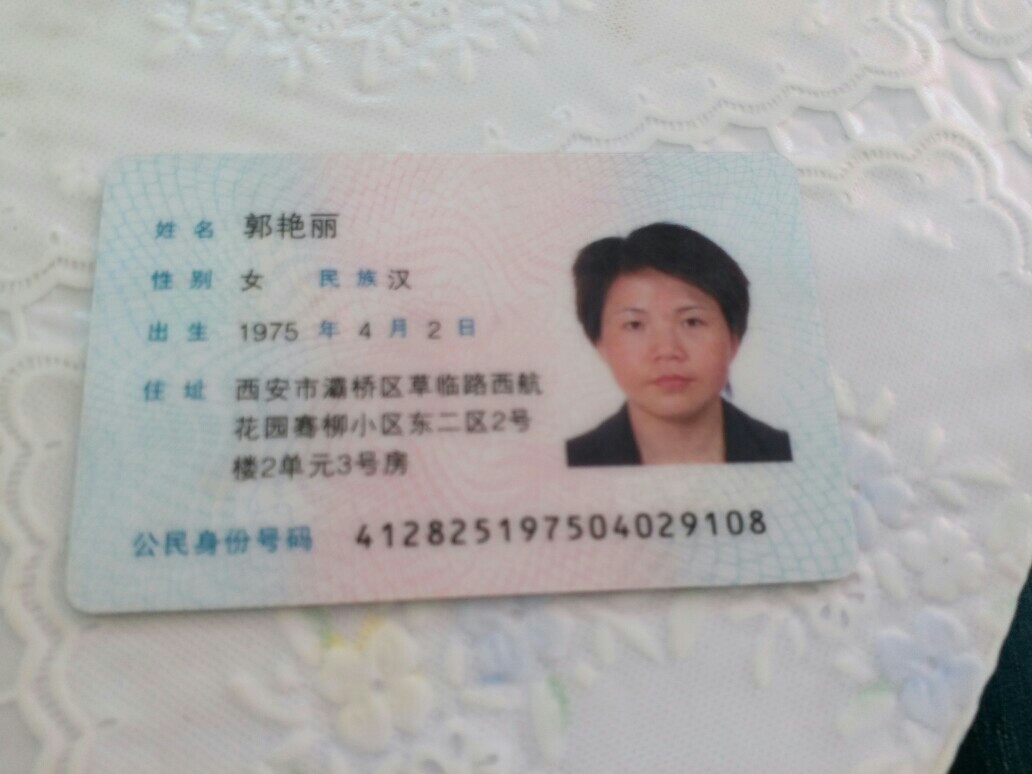 姓名 郭艳丽
性别 女 民族 汉
出生 1975 年 4 月 2 日
住址 西安市灞桥区草临路西航
花园骞柳小区东二区2号
楼2单元3号房
公民身份号码 412825197504029108